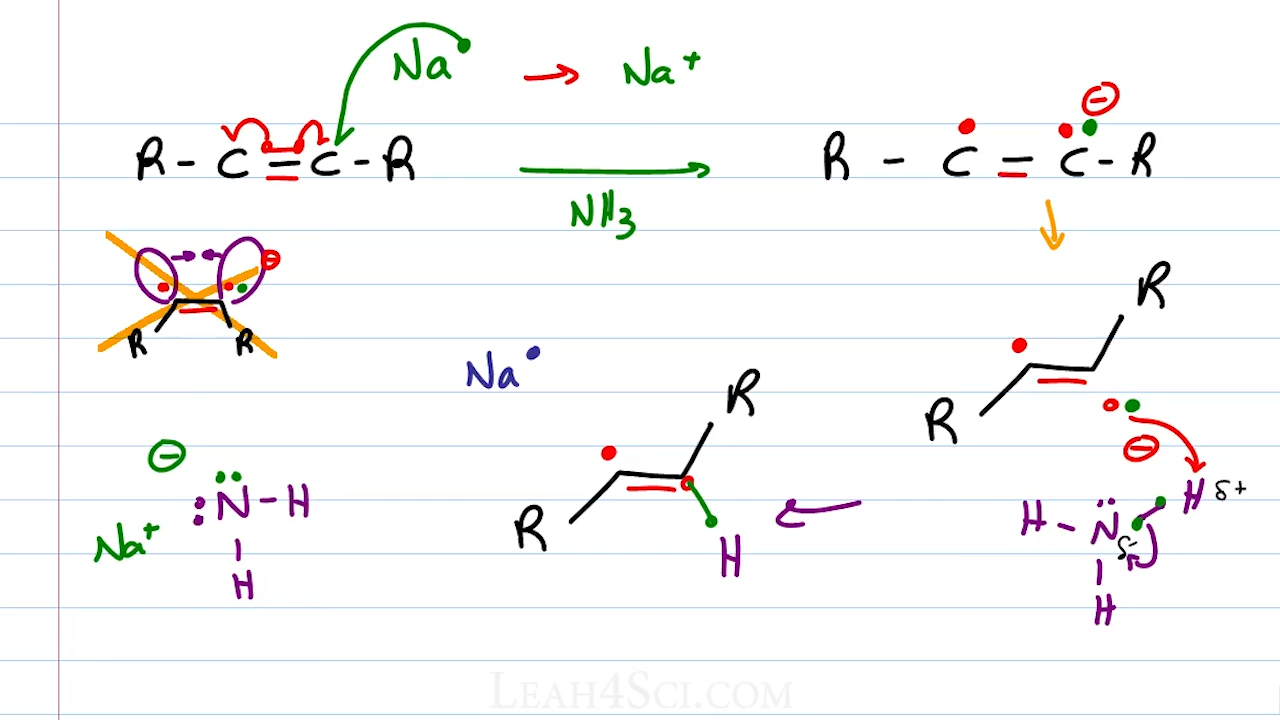 Na• → Na⁺
R - C ≡ C - R
NH₃
R - C = C - R ⊖
⊖
R R
R
R
Na•
R
R
⊖
⊖
Na⁺ :N - H
H
R
H
H - N H δ+
δ-
H
LEAH4SCI.COM